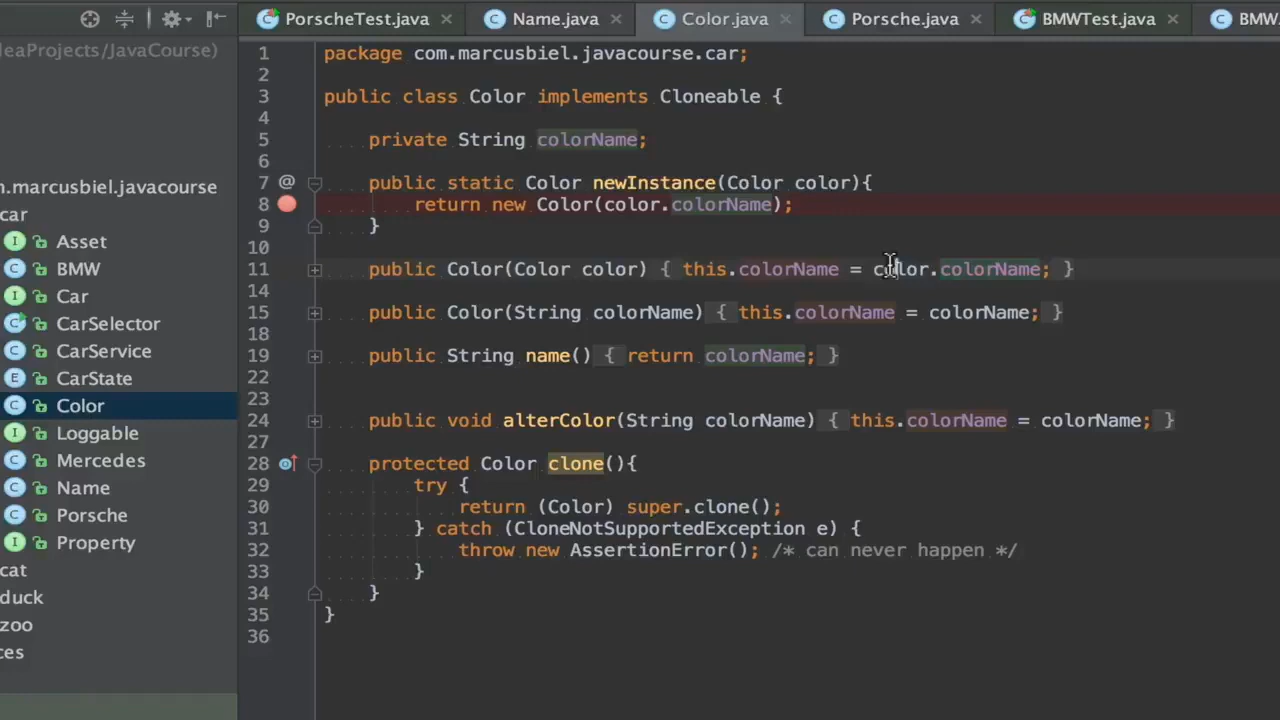 PorscheTest.java
Name.java
Color.java
Porsche.java
BMWTest.java
BMW
leaProjects/JavaCourse)
m.marcusbiel.javacourse
car
Asset
BMW
Car
CarSelector
CarService
CarState
Color
Loggable
Mercedes
Name
Porsche
Property
cat
duck
zoo
ces
1 package com.marcusbiel.javacourse.car;
2
3 public class Color implements Cloneable {
4
5 private String colorName;
6
7 @ public static Color newInstance(Color color){
8 return new Color(color.colorName);
9 }
10
11 public Color(Color color) { this.colorName = color.colorName; }
14
15 public Color(String colorName) { this.colorName = colorName; }
18
19 public String name() { return colorName; }
22
23
24 public void alterColor(String colorName) { this.colorName = colorName; }
27
28 protected Color clone(){
29 try {
30 return (Color) super.clone();
31 } catch (CloneNotSupportedException e) {
32 throw new AssertionError(); /* can never happen */
33 }
34 }
35 }
36